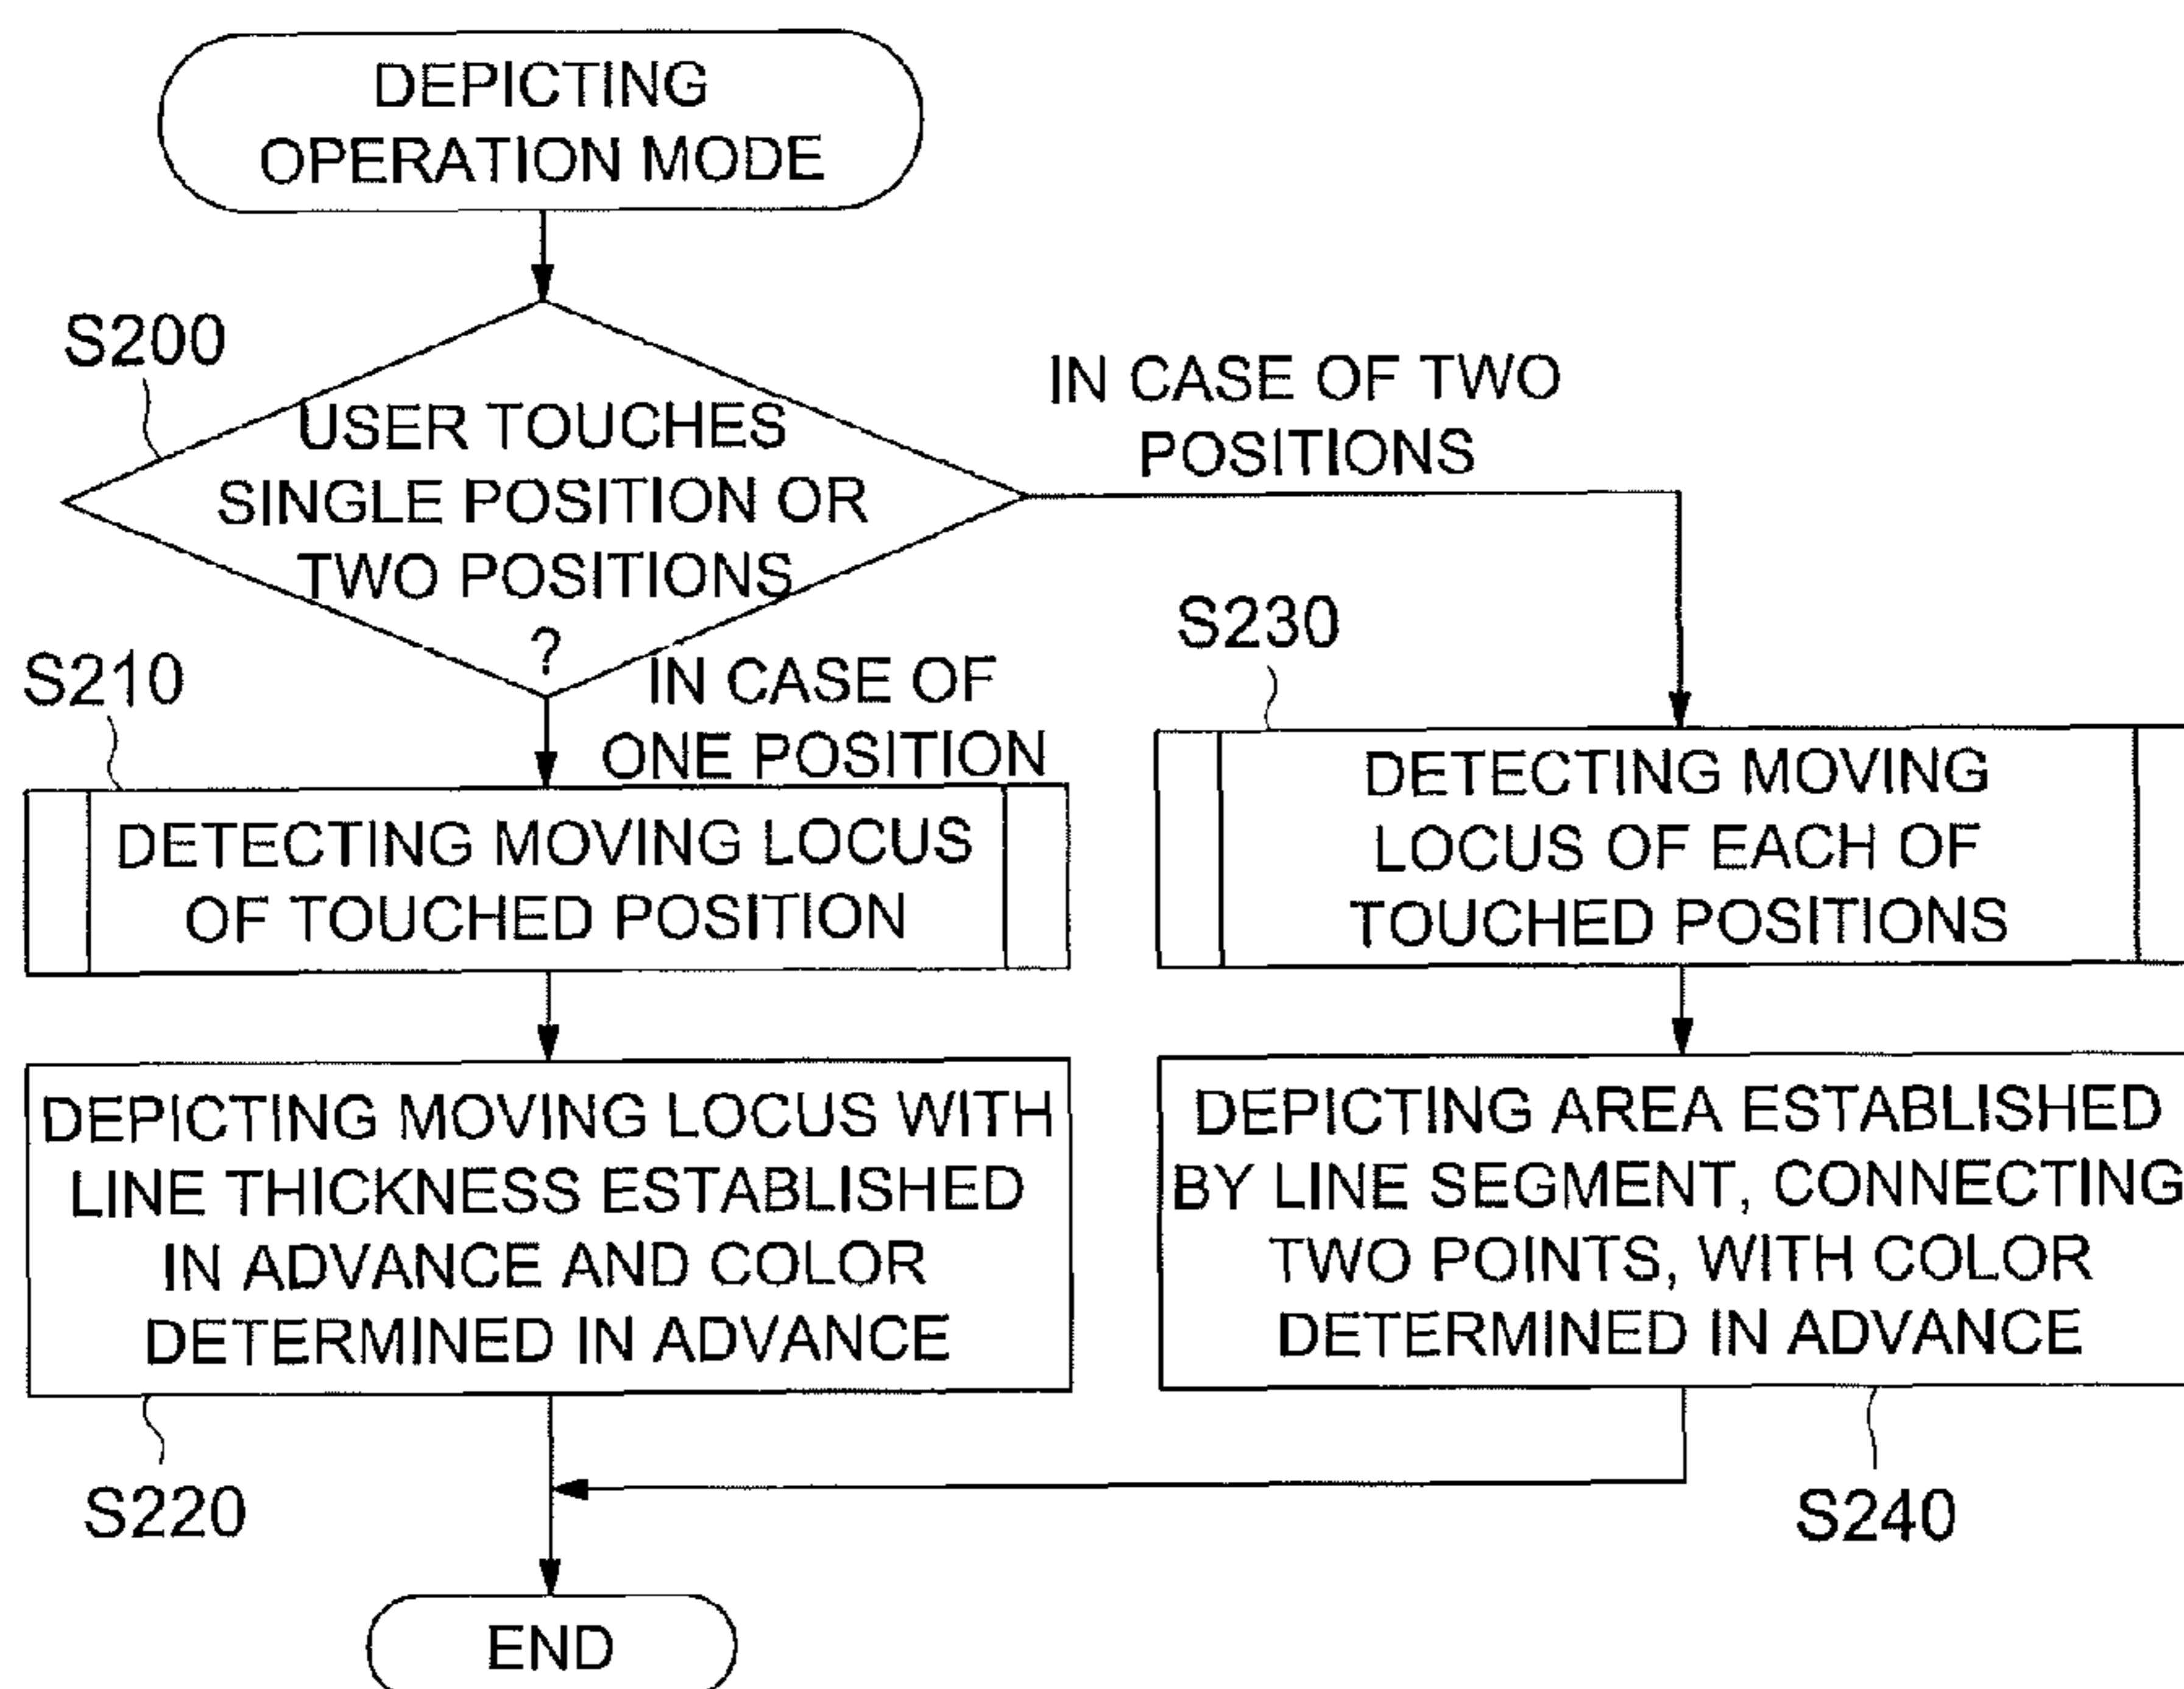 DEPICTING
OPERATION MODE
S200
USER TOUCHES
SINGLE POSITION OR
TWO POSITIONS
?
IN CASE OF TWO
POSITIONS
S210
IN CASE OF
ONE POSITION
DETECTING MOVING LOCUS
OF TOUCHED POSITION
S230
DETECTING MOVING
LOCUS OF EACH OF
TOUCHED POSITIONS
DEPICTING MOVING LOCUS WITH
LINE THICKNESS ESTABLISHED
IN ADVANCE AND COLOR
DETERMINED IN ADVANCE
S220
DEPICTING AREA ESTABLISHED
BY LINE SEGMENT, CONNECTING
TWO POINTS, WITH COLOR
DETERMINED IN ADVANCE
S240
END